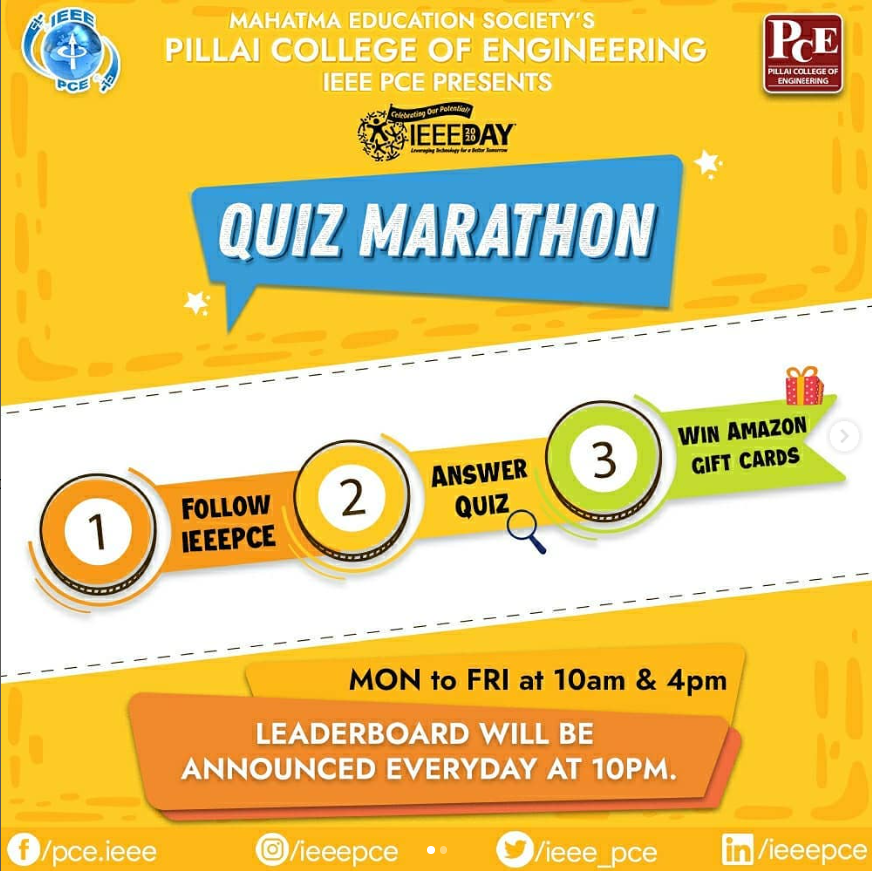 IEEE
PCE
MAHATMA EDUCATION SOCIETY'S
PILLAI COLLEGE OF ENGINEERING
IEEE PCE PRESENTS
PCE
PILLAI COLLEGE OF
ENGINEERING
Celebrating Our Potential!
IEEE 2020 DAY
Leveraging Technology for a Better Tomorrow
QUIZ MARATHON
1
FOLLOW
IEEEPCE
2
ANSWER
QUIZ
3
WIN AMAZON
GIFT CARDS
MON to FRI at 10am & 4pm
LEADERBOARD WILL BE
ANNOUNCED EVERYDAY AT 10PM.
/pce.ieee
/ieeepce
/ieee_pce
in/ieeepce